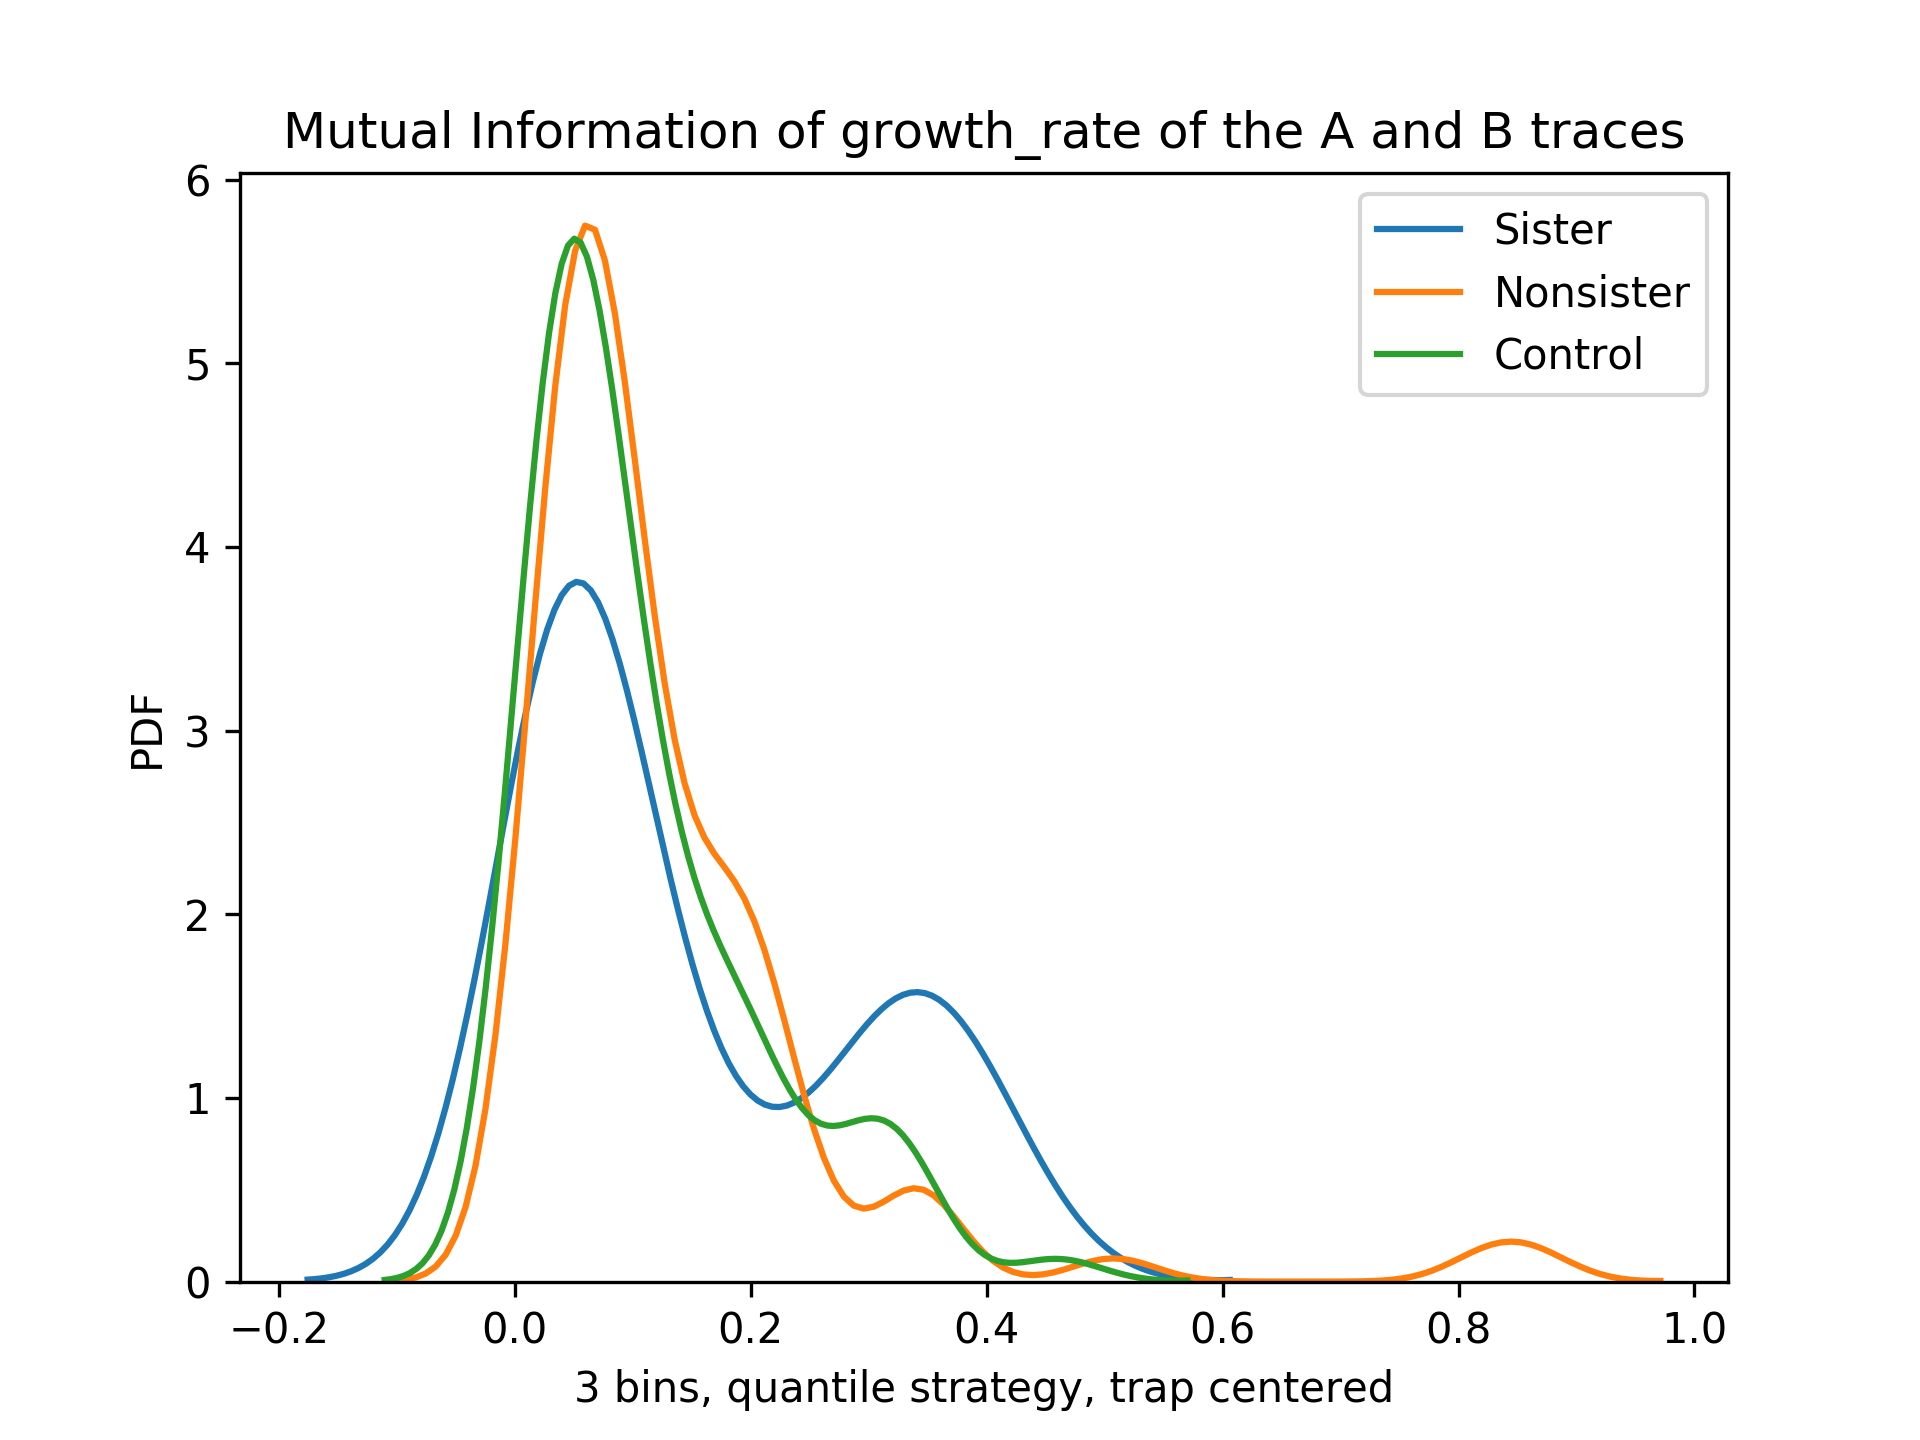 Mutual Information of growth_rate of the A and B traces
6
5
4
3
2
1
0
PDF
Sister
Nonsister
Control
−0.2 0.0 0.2 0.4 0.6 0.8 1.0
3 bins, quantile strategy, trap centered